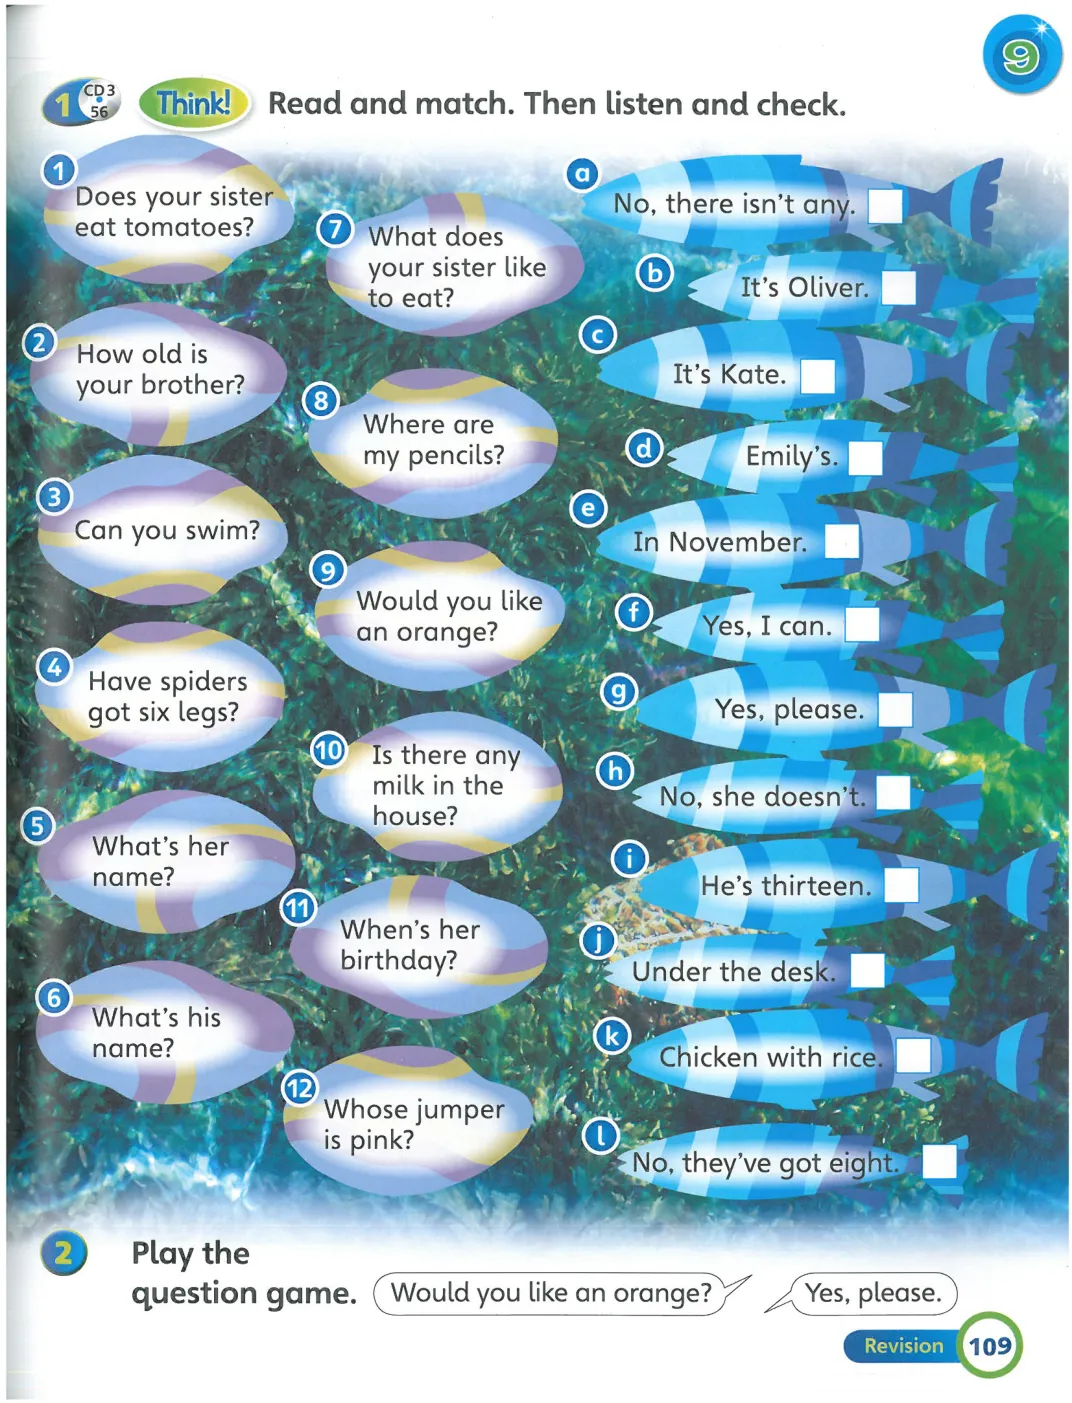 9
1 CD 3 56 Think! Read and match. Then listen and check.
1
Does your sister
eat tomatoes?
2
How old is
your brother?
3
Can you swim?
4
Have spiders
got six legs?
5
What's her
name?
6
What's his
name?
7
What does
your sister like
to eat?
8
Where are
my pencils?
9
Would you like
an orange?
10
Is there any
milk in the
house?
11
When's her
birthday?
12
Whose jumper
is pink?
a
No, there isn't any.
b
It's Oliver.
c
It's Kate.
d
Emily's.
e
In November.
f
Yes, I can.
g
Yes, please.
h
No, she doesn't.
i
He's thirteen.
j
Under the desk.
k
Chicken with rice.
l
No, they've got eight.
2 Play the
question game.
Would you like an orange?
Yes, please.
Revision 109